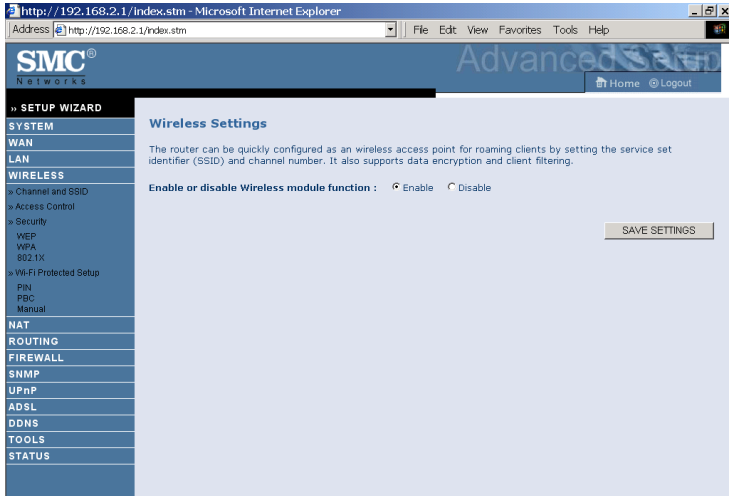 http://192.168.2.1/index.stm - Microsoft Internet Explorer
Address http://192.168.2.1/index.stm File Edit View Favorites Tools Help
SMC®
Networks
Advanced Setup
Home Logout
» SETUP WIZARD
SYSTEM
WAN
LAN
WIRELESS
» Channel and SSID
» Access Control
» Security
WEP
WPA
802.1X
» Wi-Fi Protected Setup
PIN
PBC
Manual
NAT
ROUTING
FIREWALL
SNMP
UPnP
ADSL
DDNS
TOOLS
STATUS
Wireless Settings
The router can be quickly configured as an wireless access point for roaming clients by setting the service set
identifier (SSID) and channel number. It also supports data encryption and client filtering.
Enable or disable Wireless module function : Enable Disable
SAVE SETTINGS